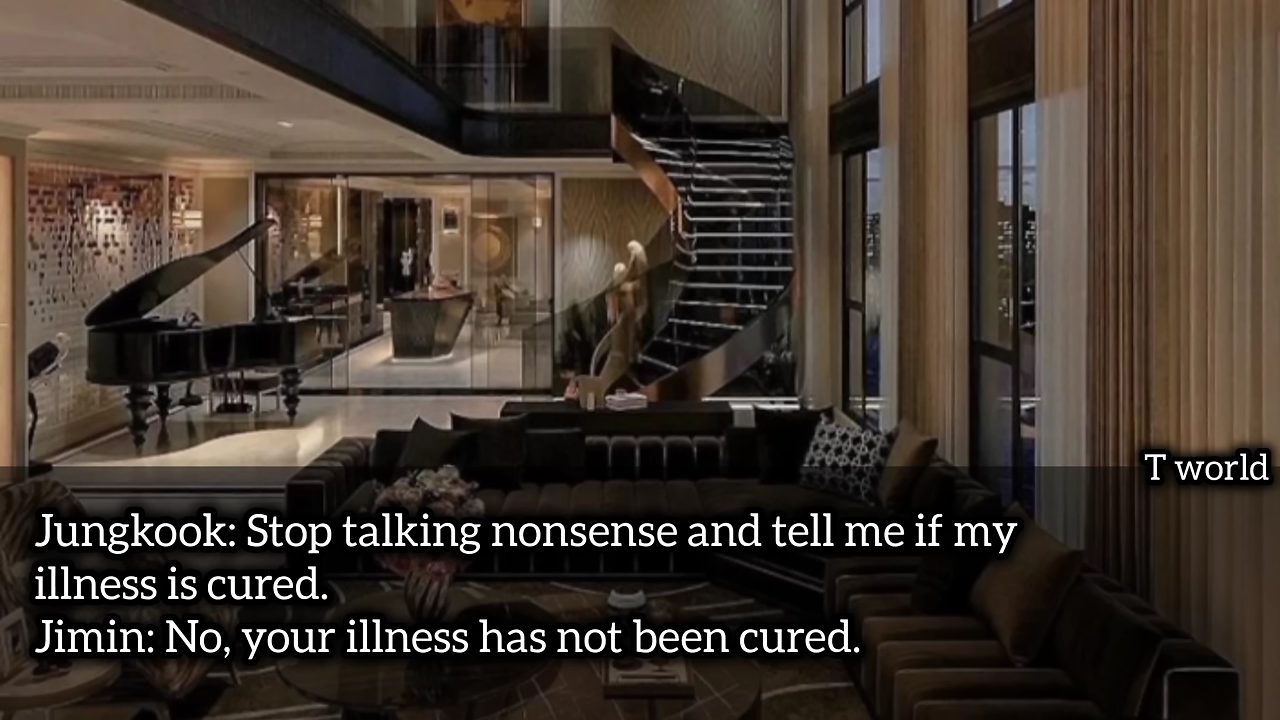 T world
Jungkook: Stop talking nonsense and tell me if my
illness is cured.
Jimin: No, your illness has not been cured.